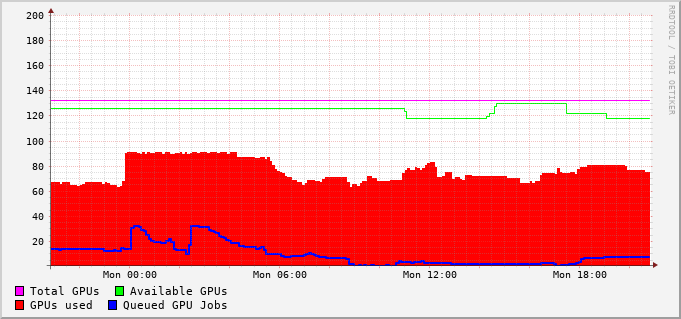 200
180
160
140
120
100
80
60
40
20
Mon 00:00 Mon 06:00 Mon 12:00 Mon 18:00
Total GPUs Available GPUs
GPUs used Queued GPU Jobs
RRDTOOL / TOBI OETIKER